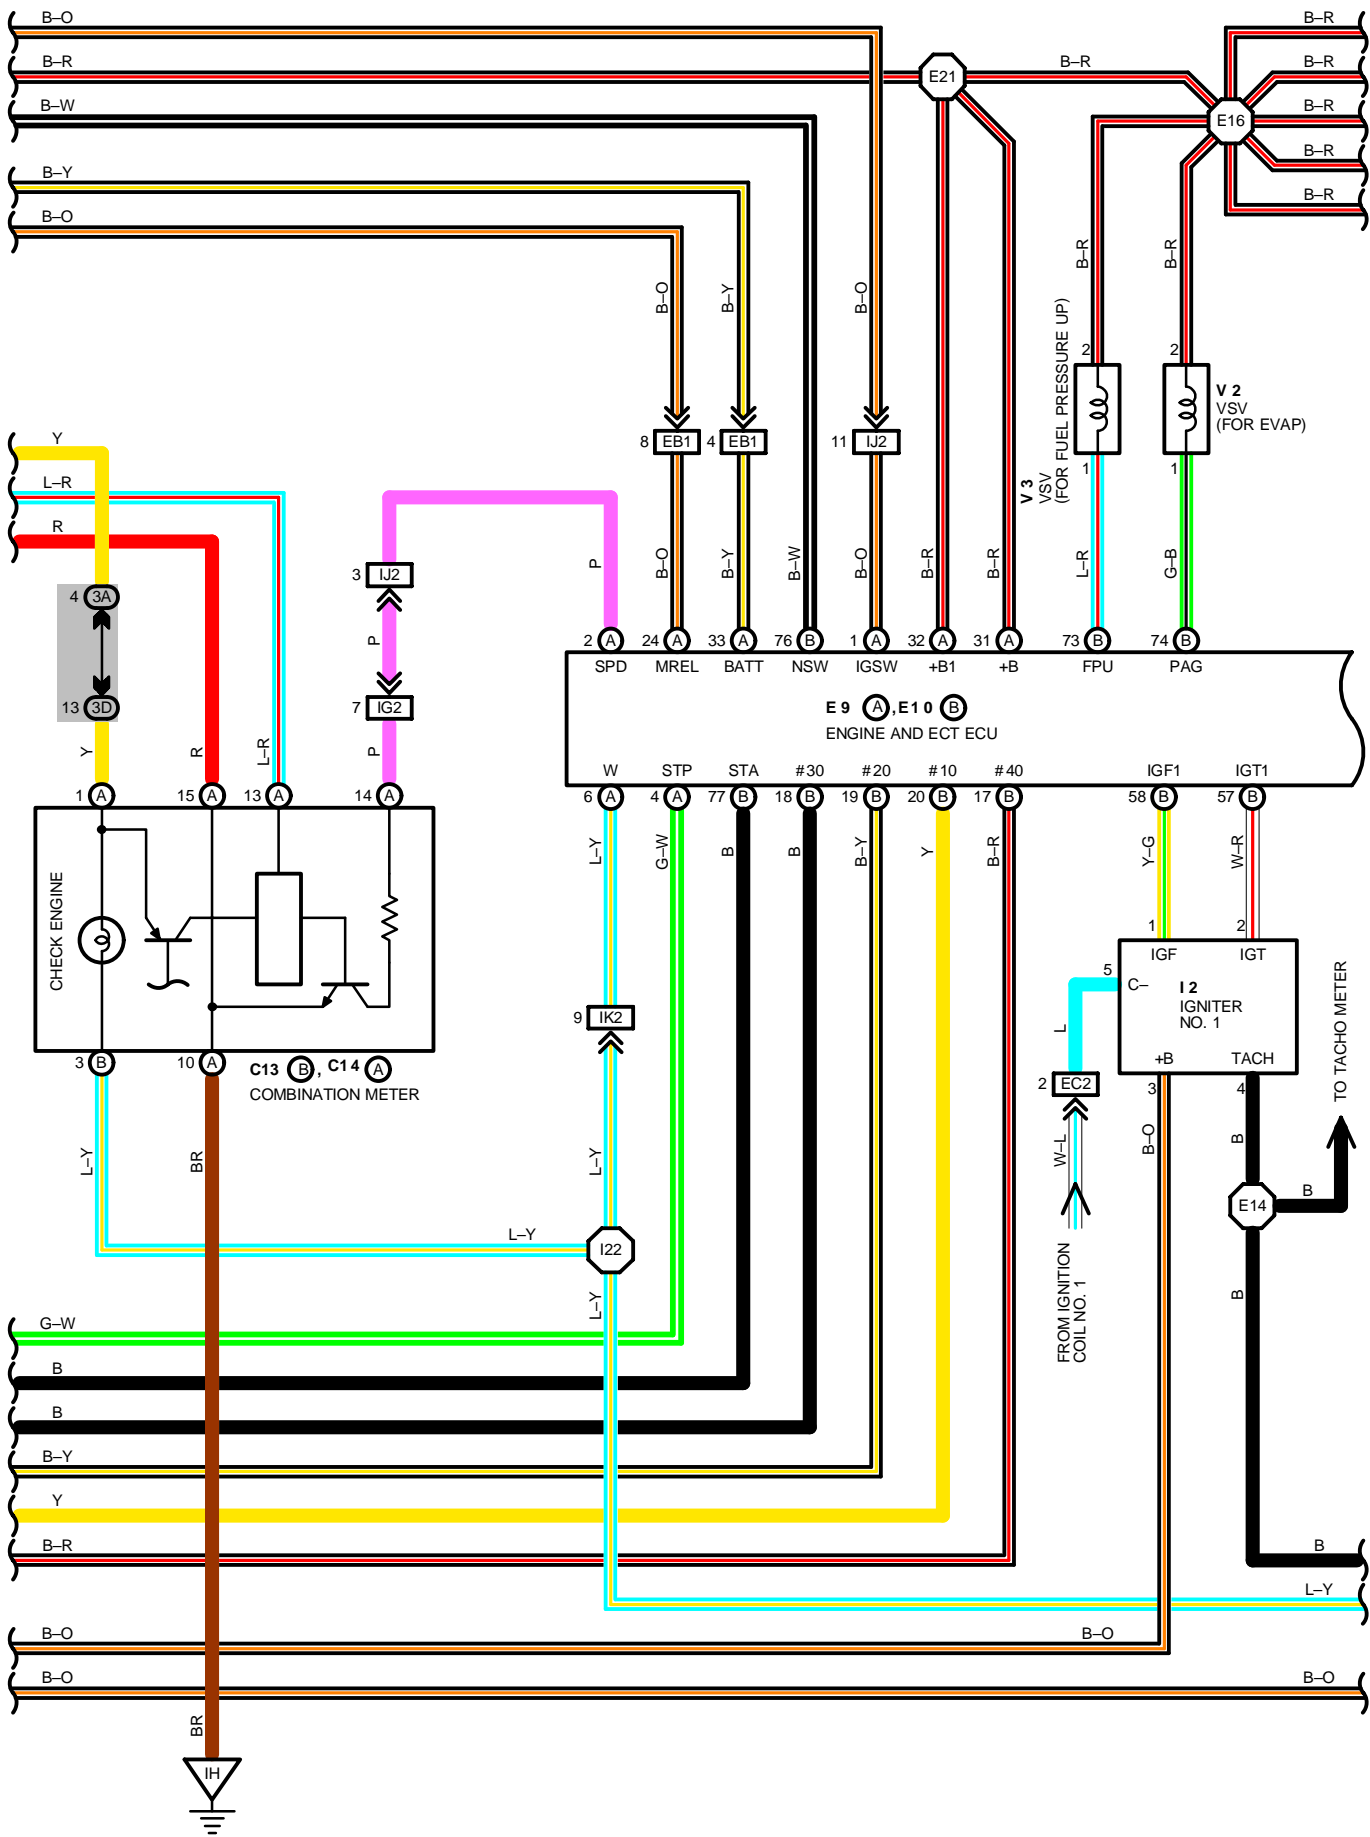 B–O
B–R
B–R
B–R
B–R
E21
B–W
E16
B–R
B–R
B–Y
B–R
B–O
B–R
B–R
B–O
B–Y
B–O
2
2
V 3
VSV
(FOR FUEL PRESSURE UP)
V 2
VSV
(FOR EVAP)
Y
8 EB1
4 EB1
11 IJ2
1
1
L–R
R
3 IJ2
P
B–O
B–Y
B–W
B–O
B–R
B–R
L–R
G–B
4 3A
P
2 A
24 A
33 A
76 B
1 A
32 A
31 A
73 B
74 B
SPD
MREL
BATT
NSW
IGSW
+B1
+B
FPU
PAG
13 3D
7 IG2
E 9 A , E10 B
ENGINE AND ECT ECU
Y
R
L–R
P
W
STP
STA
#30
#20
#10
#40
IGF1
IGT1
1 A
15 A
13 A
14 A
6 A
4 A
77 B
18 B
19 B
20 B
17 B
58 B
57 B
L–Y
G–W
B
B
B–Y
Y
B–R
Y–G
W–R
CHECK ENGINE
1
2
IGF
IGT
5
C–
I 2
IGNITER
NO. 1
9 IK2
L
+B
TACH
TO TACHO METER
3 B
10 A
C13 B , C14 A
COMBINATION METER
2 EC2
3
4
L–Y
BR
L–Y
W–L
B–O
B
B
E14
L–Y
I22
L–Y
FROM IGNITION
COIL NO. 1
B
G–W
B
B
B–Y
Y
B–R
B
L–Y
B–O
B–O
B–O
B–O
BR
IH